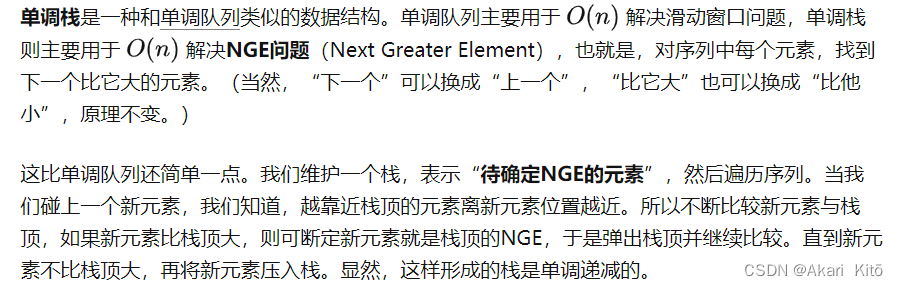 单调栈是一种和单调队列类似的数据结构。单调队列主要用于 O(n) 解决滑动窗口问题，单调栈
则主要用于 O(n) 解决NGE问题（Next Greater Element），也就是，对序列中每个元素，找到
下一个比它大的元素。（当然，“下一个”可以换成“上一个”，“比它大”也可以换成“比他
小”，原理不变。）
这比单调队列还简单一点。我们维护一个栈，表示“待确定NGE的元素”，然后遍历序列。当我
们碰上一个新元素，我们知道，越靠近栈顶的元素离新元素位置越近。所以不断比较新元素与栈
顶，如果新元素比栈顶大，则可断定新元素就是栈顶的NGE，于是弹出栈顶并继续比较。直到新元
素不比栈顶大，再将新元素压入栈。显然，这样形成的栈是单调递减的。
CSDN @Akari Kitō